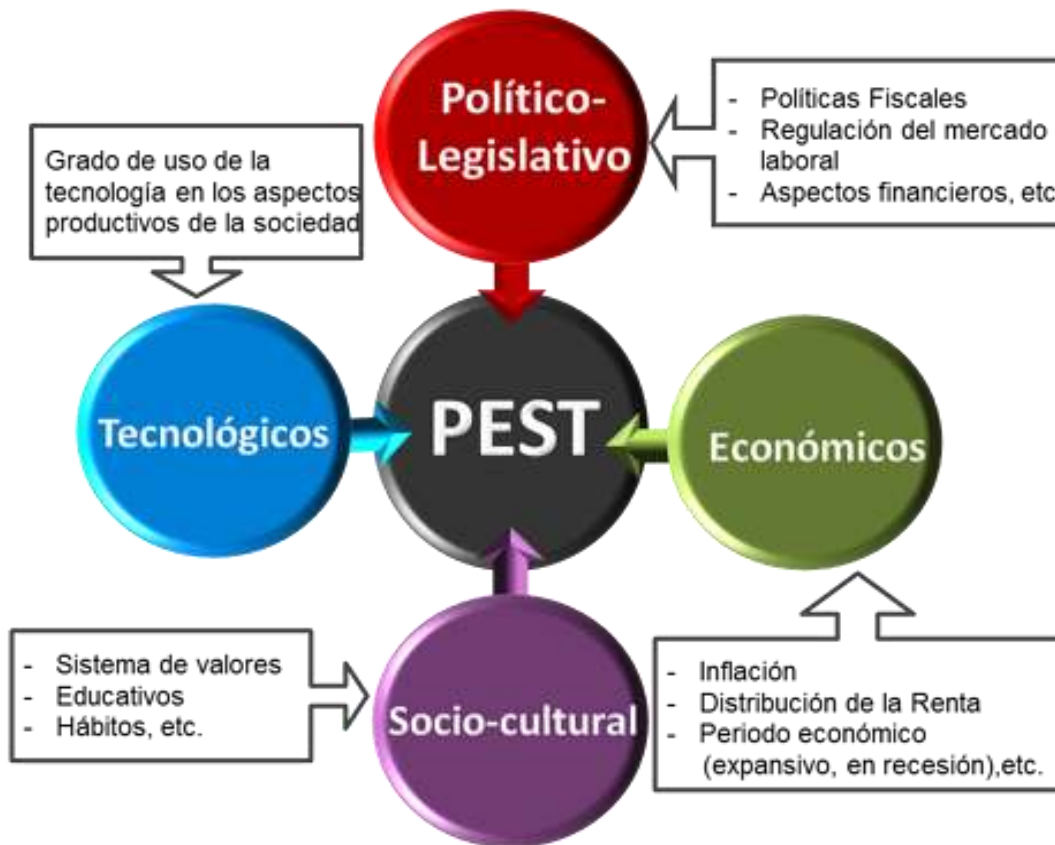 Político-
Legislativo
- Políticas Fiscales
- Regulación del mercado
laboral
- Aspectos financieros, etc
Grado de uso de la
tecnología en los aspectos
productivos de la sociedad
Tecnológicos
PEST
Económicos
- Sistema de valores
- Educativos
- Hábitos, etc.
Socio-cultural
- Inflación
- Distribución de la Renta
- Periodo económico
(expansivo, en recesión),etc.